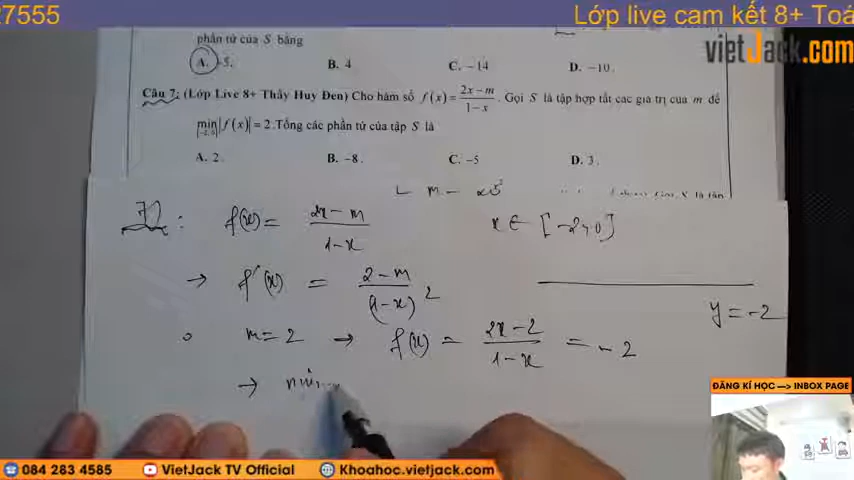 27555
Lớp live cam kết 8+ Toá
vietJack.com
phần tử của S bằng
A. -5.
B. 4
C. -14
D. -10.
Câu 7: (Lớp Live 8+ Thầy Huy Đen) Cho hàm số f(x) = (2x-m)/(1-x). Gọi S là tập hợp tất các giá trị của m để
min[-2;0] |f(x)| = 2. Tổng các phần tử của tập S là
A. 2.
B. -8.
C. -5
D. 3.
7 : f(x) = (2x-m)/(1-x) x ∈ [-2;0]
→ f'(x) = (2-m)/(1-x)²
y = -2
m = 2 → f(x) = (2x-2)/(1-x) = -2
→ min
ĐĂNG KÍ HỌC → INBOX PAGE
084 283 4585
VietJack TV Official
Khoahoc.vietjack.com